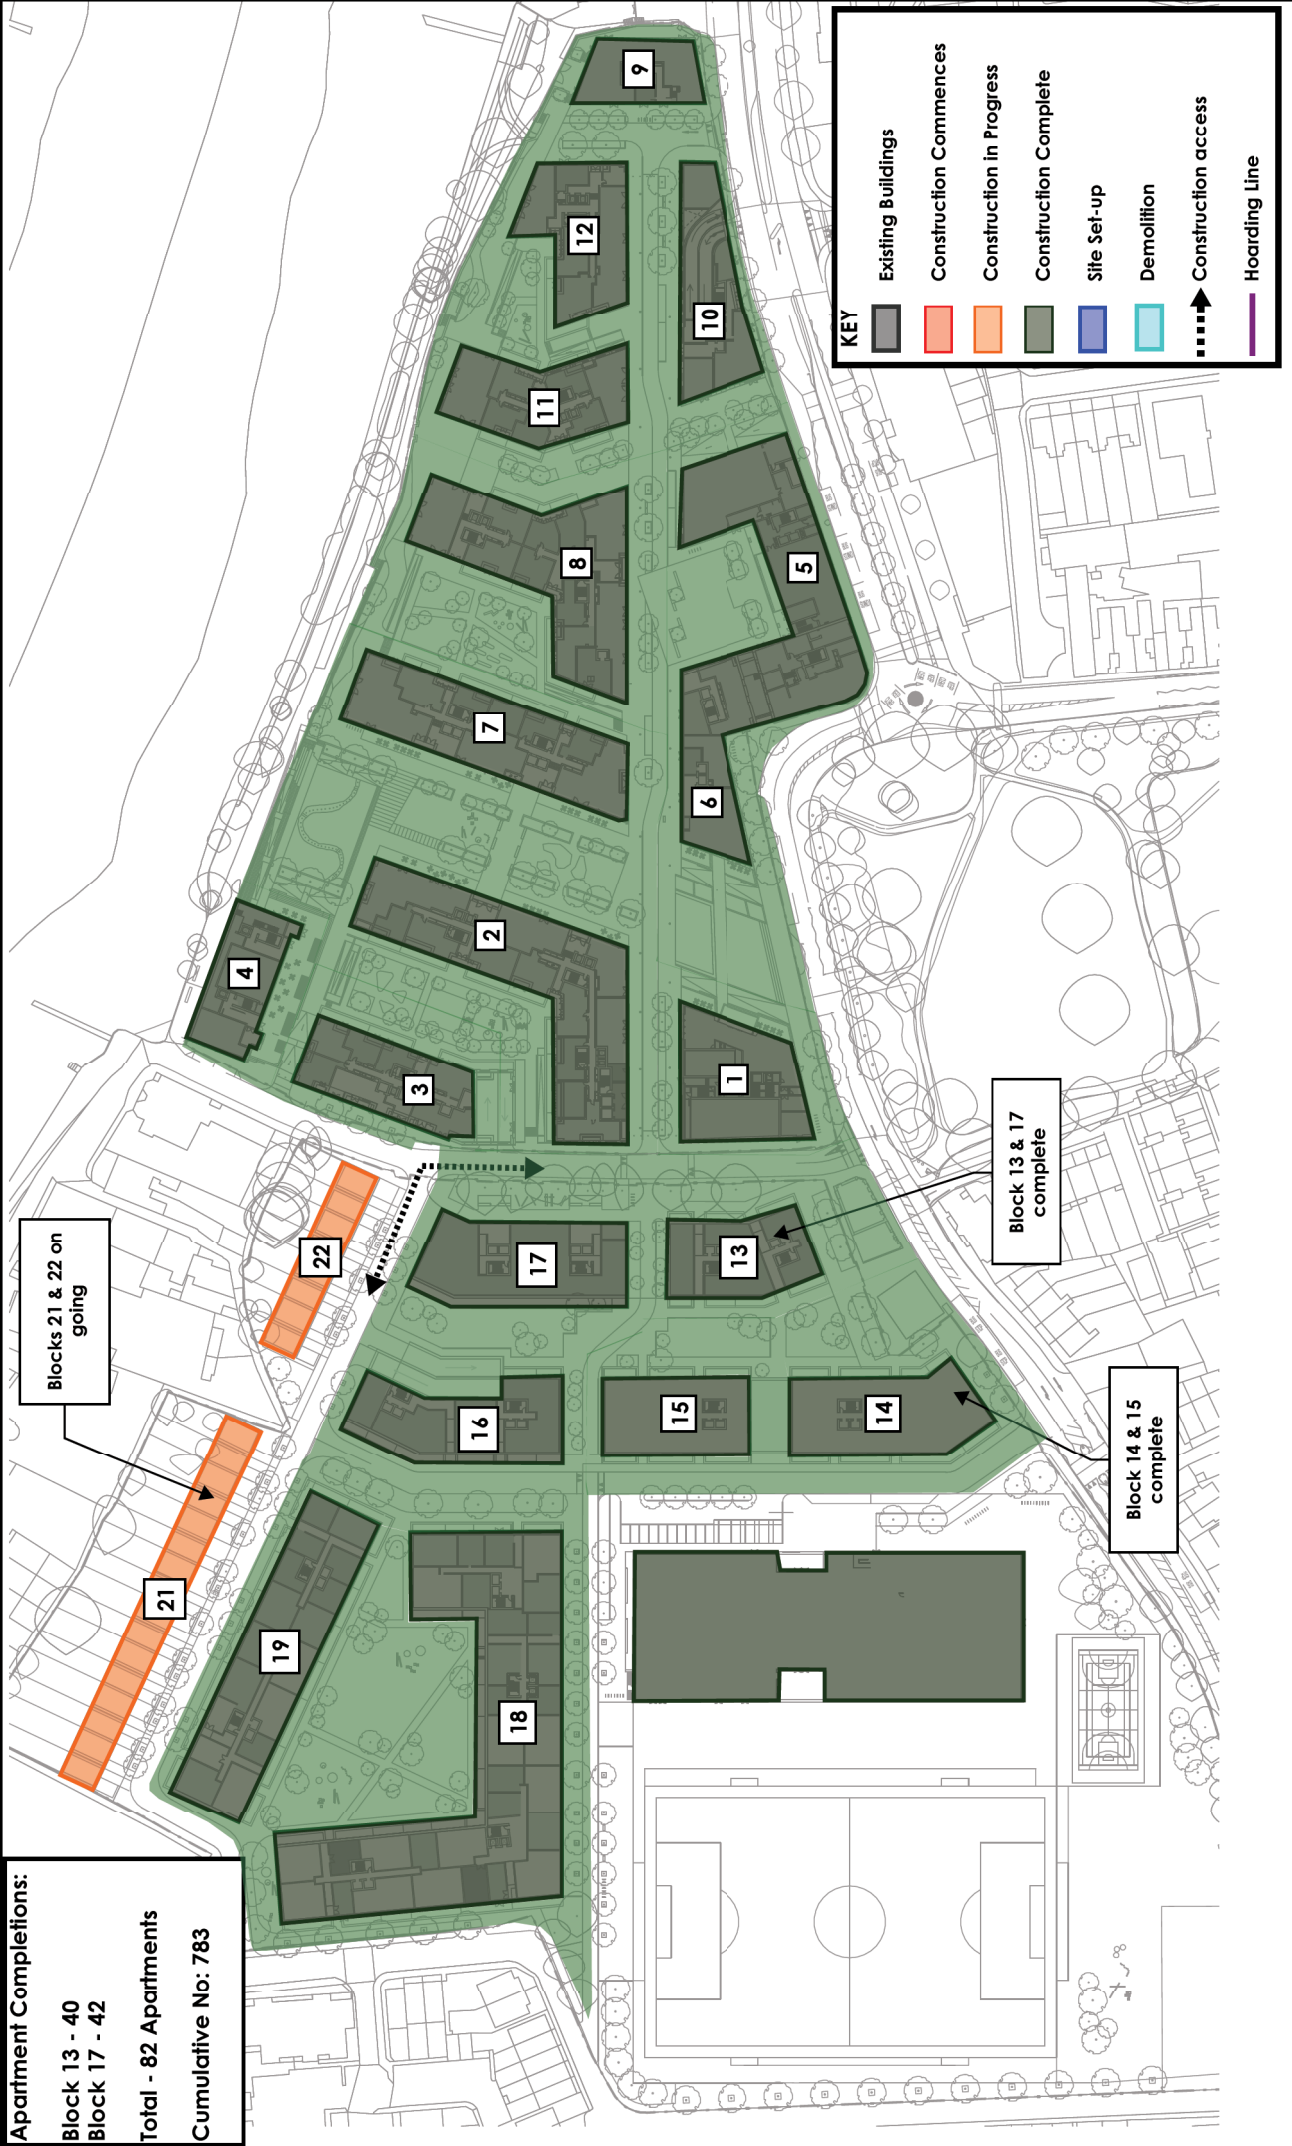 Apartment Completions:
Block 13 - 40
Block 17 - 42
Total - 82 Apartments
Cumulative No: 783
Blocks 21 & 22 on
going
21
22
19
18
16
17
15
14
13
3
4
2
1
7
6
8
5
11
12
10
9
Block 13 & 17
complete
Block 14 & 15
complete
KEY
Existing Buildings
Construction Commences
Construction in Progress
Construction Complete
Site Set-up
Demolition
Construction access
Hoarding Line